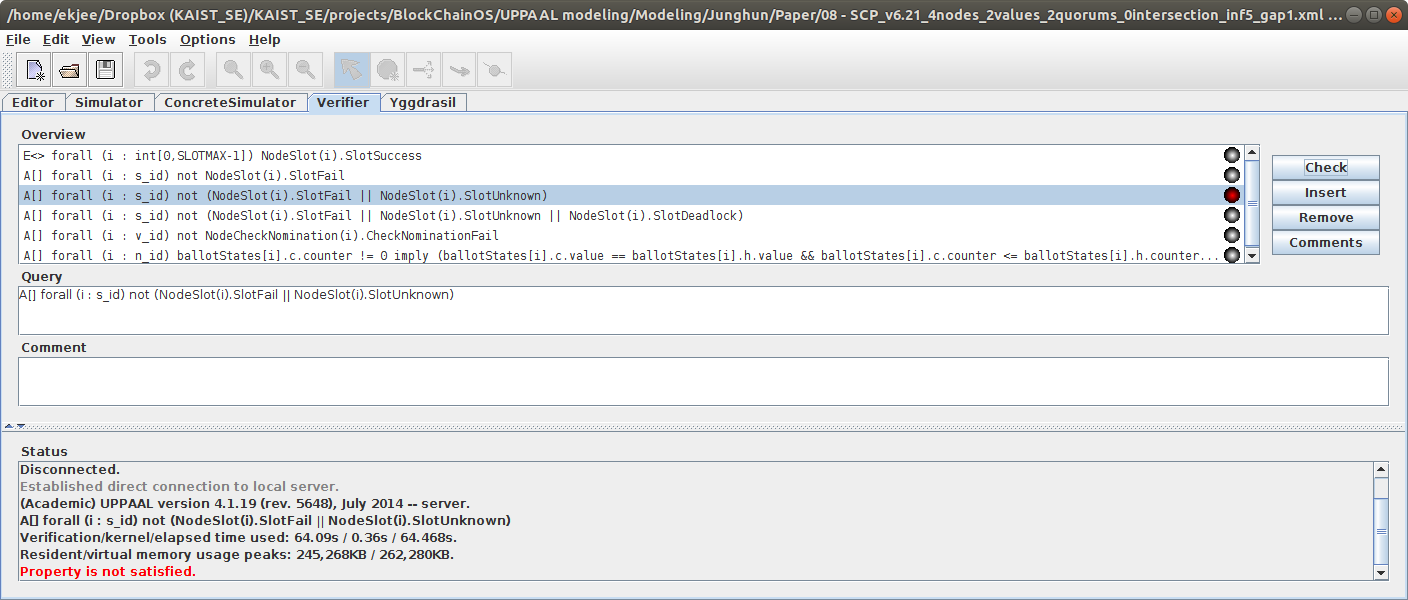 /home/ekjee/Dropbox (KAIST_SE)/KAIST_SE/projects/BlockChainOS/UPPAAL modeling/Modeling/Junghun/Paper/08 - SCP_v6.21_4nodes_2values_2quorums_0intersection_inf5_gap1.xml ...
File Edit View Tools Options Help
Editor Simulator ConcreteSimulator Verifier Yggdrasil
Overview
E<> forall (i : int[0,SLOTMAX-1]) NodeSlot(i).SlotSuccess
A[] forall (i : s_id) not NodeSlot(i).SlotFail
A[] forall (i : s_id) not (NodeSlot(i).SlotFail || NodeSlot(i).SlotUnknown)
A[] forall (i : s_id) not (NodeSlot(i).SlotFail || NodeSlot(i).SlotUnknown || NodeSlot(i).SlotDeadlock)
A[] forall (i : v_id) not NodeCheckNomination(i).CheckNominationFail
A[] forall (i : n_id) ballotStates[i].c.counter != 0 imply (ballotStates[i].c.value == ballotStates[i].h.value && ballotStates[i].c.counter <= ballotStates[i].h.counter...
Check
Insert
Remove
Comments
Query
A[] forall (i : s_id) not (NodeSlot(i).SlotFail || NodeSlot(i).SlotUnknown)
Comment
Status
Disconnected.
Established direct connection to local server.
(Academic) UPPAAL version 4.1.19 (rev. 5648), July 2014 -- server.
A[] forall (i : s_id) not (NodeSlot(i).SlotFail || NodeSlot(i).SlotUnknown)
Verification/kernel/elapsed time used: 64.09s / 0.36s / 64.468s.
Resident/virtual memory usage peaks: 245,268KB / 262,280KB.
Property is not satisfied.